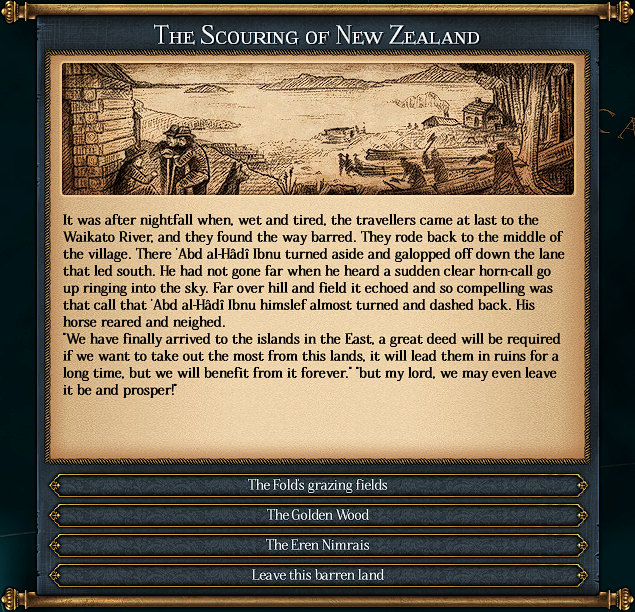 The Scouring of New Zealand
It was after nightfall when, wet and tired, the travellers came at last to the
Waikato River, and they found the way barred. They rode back to the middle of
the village. There 'Abd al-Hâdî Ibnu turned aside and galopped off down the lane
that led south. He had not gone far when he heard a sudden clear horn-call go
up ringing into the sky. Far over hill and field it echoed and so compelling was
that call that 'Abd al-Hâdî Ibnu himslef almost turned and dashed back. His
horse reared and neighed.
"We have finally arrived to the islands in the East, a great deed will be required
if we want to take out the most from this lands, it will lead them in ruins for a
long time, but we will benefit from it forever." "but my lord, we may even leave
it be and prosper!"
The Fold's grazing fields
The Golden Wood
The Eren Nimrais
Leave this barren land
CA